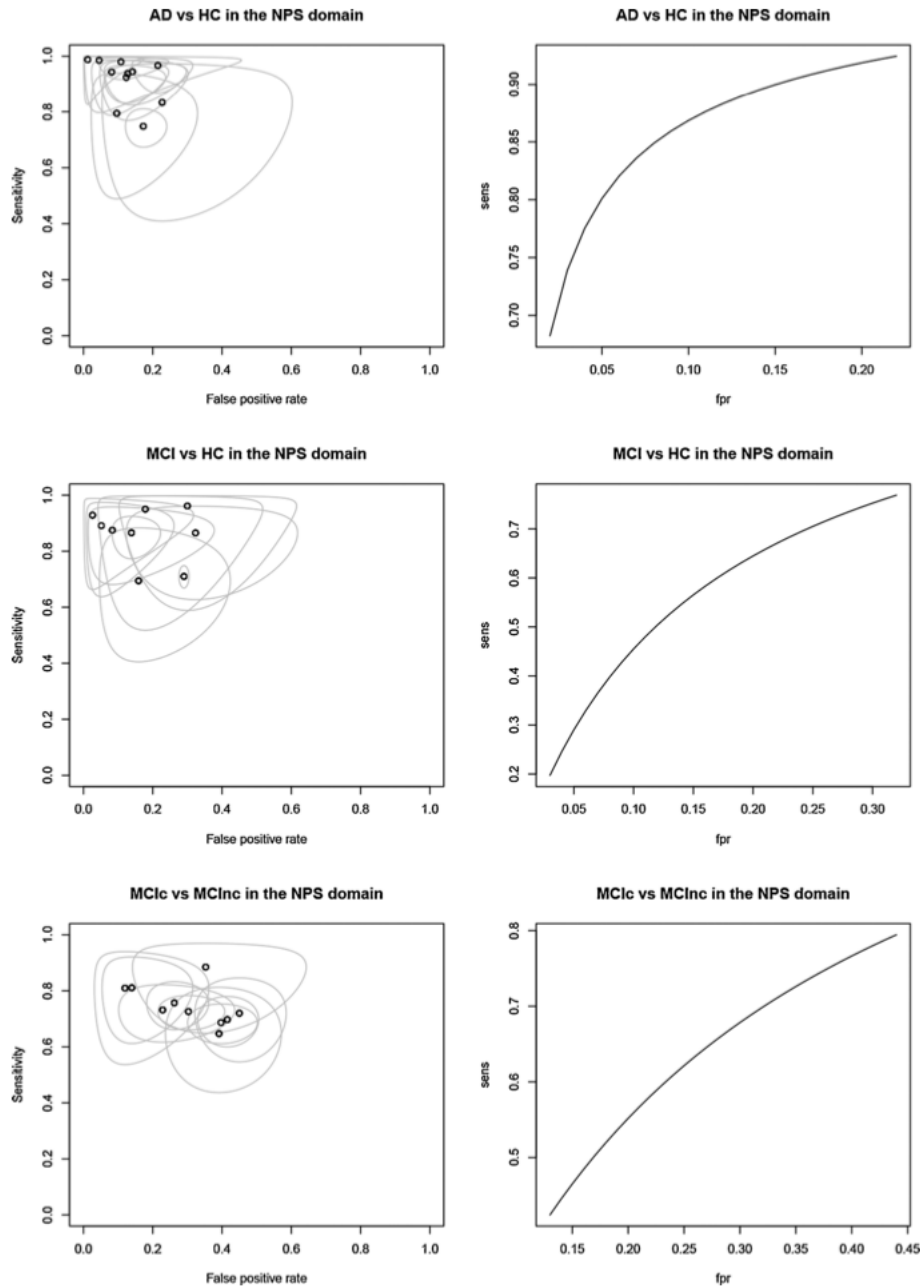 AD vs HC in the NPS domain
Sensitivity
0.0 0.2 0.4 0.6 0.8 1.0
0.0 0.2 0.4 0.6 0.8 1.0
False positive rate
AD vs HC in the NPS domain
sens
0.70 0.75 0.80 0.85 0.90
0.05 0.10 0.15 0.20
fpr
MCI vs HC in the NPS domain
Sensitivity
0.0 0.2 0.4 0.6 0.8 1.0
0.0 0.2 0.4 0.6 0.8 1.0
False positive rate
MCI vs HC in the NPS domain
sens
0.2 0.3 0.4 0.5 0.6 0.7
0.05 0.10 0.15 0.20 0.25 0.30
fpr
MCIc vs MCInc in the NPS domain
Sensitivity
0.0 0.2 0.4 0.6 0.8 1.0
0.0 0.2 0.4 0.6 0.8 1.0
False positive rate
MCIc vs MCInc in the NPS domain
sens
0.5 0.6 0.7 0.8
0.15 0.20 0.25 0.30 0.35 0.40 0.45
fpr